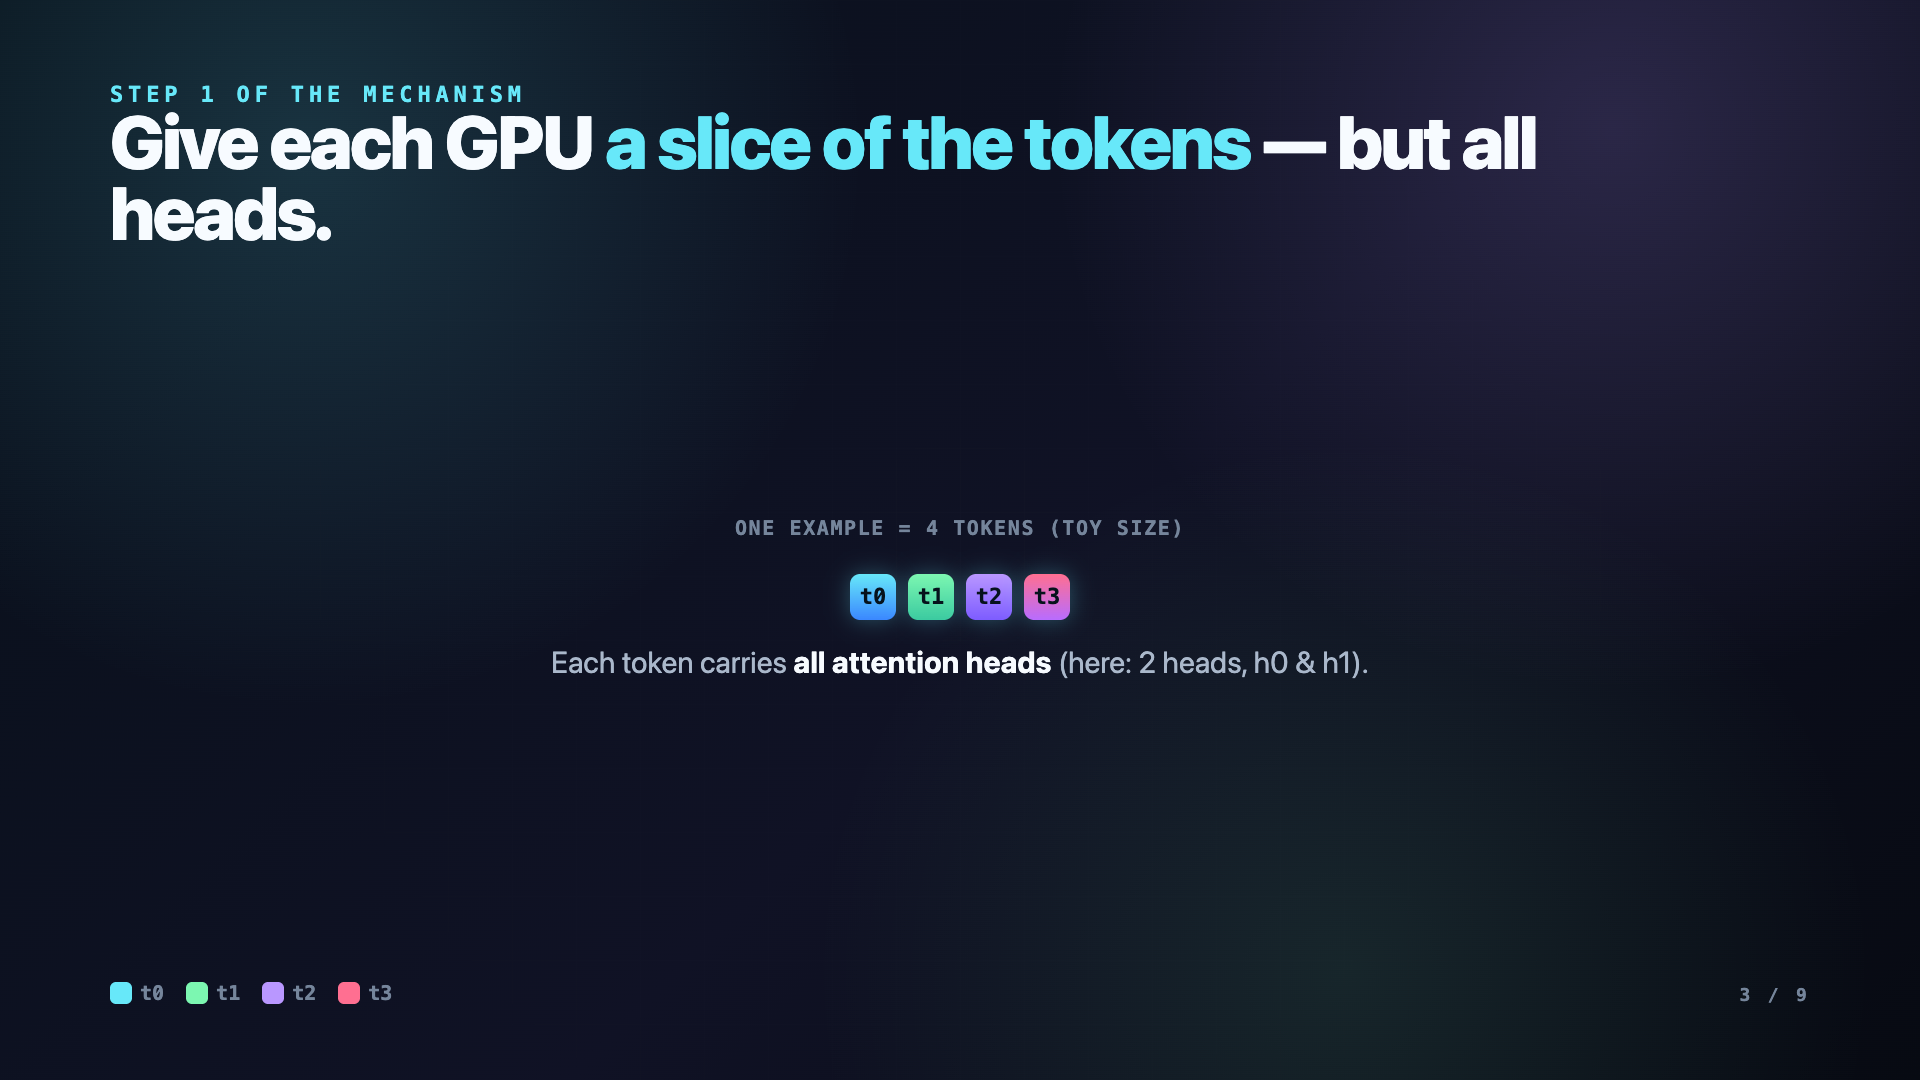 STEP 1 OF THE MECHANISM
Give each GPU a slice of the tokens — but all
heads.
ONE EXAMPLE = 4 TOKENS (TOY SIZE)
t0 t1 t2 t3
Each token carries all attention heads (here: 2 heads, h0 & h1).
t0 t1 t2 t3
3 / 9